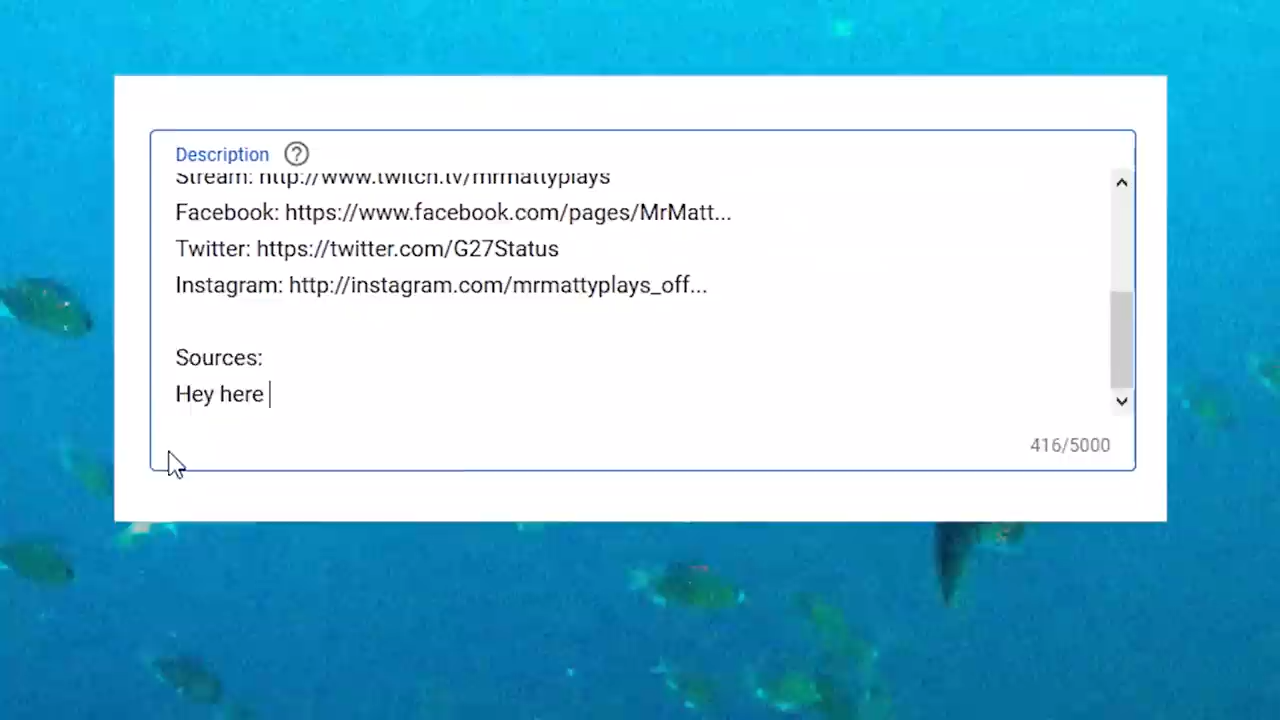 Description
Stream: http://www.twitch.tv/mrmattyplays
Facebook: https://www.facebook.com/pages/MrMatt...
Twitter: https://twitter.com/G27Status
Instagram: http://instagram.com/mrmattyplays_off...
Sources:
Hey here
416/5000